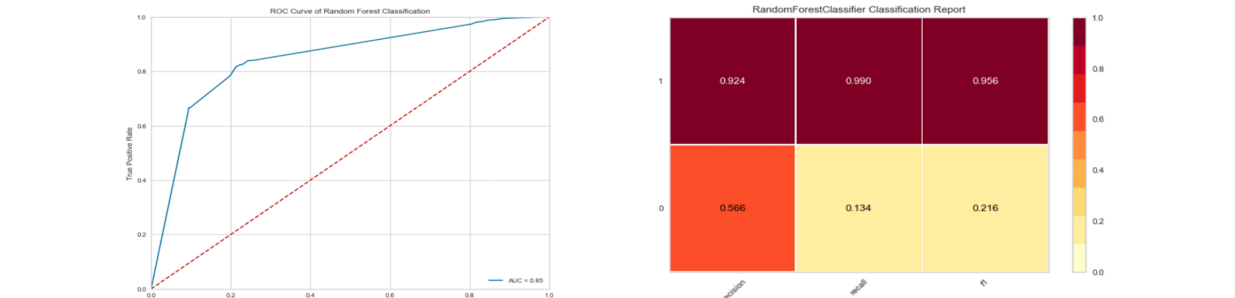 ROC Curve of Random Forest Classification
True Positive Rate
1.0
0.8
0.6
0.4
0.2
0.0
0.0 0.2 0.4 0.6 0.8 1.0
AUC = 0.85
RandomForestClassifier Classification Report
1 0.924 0.990 0.956
0 0.566 0.134 0.216
recall f1
1.0
0.8
0.6
0.4
0.2
0.0